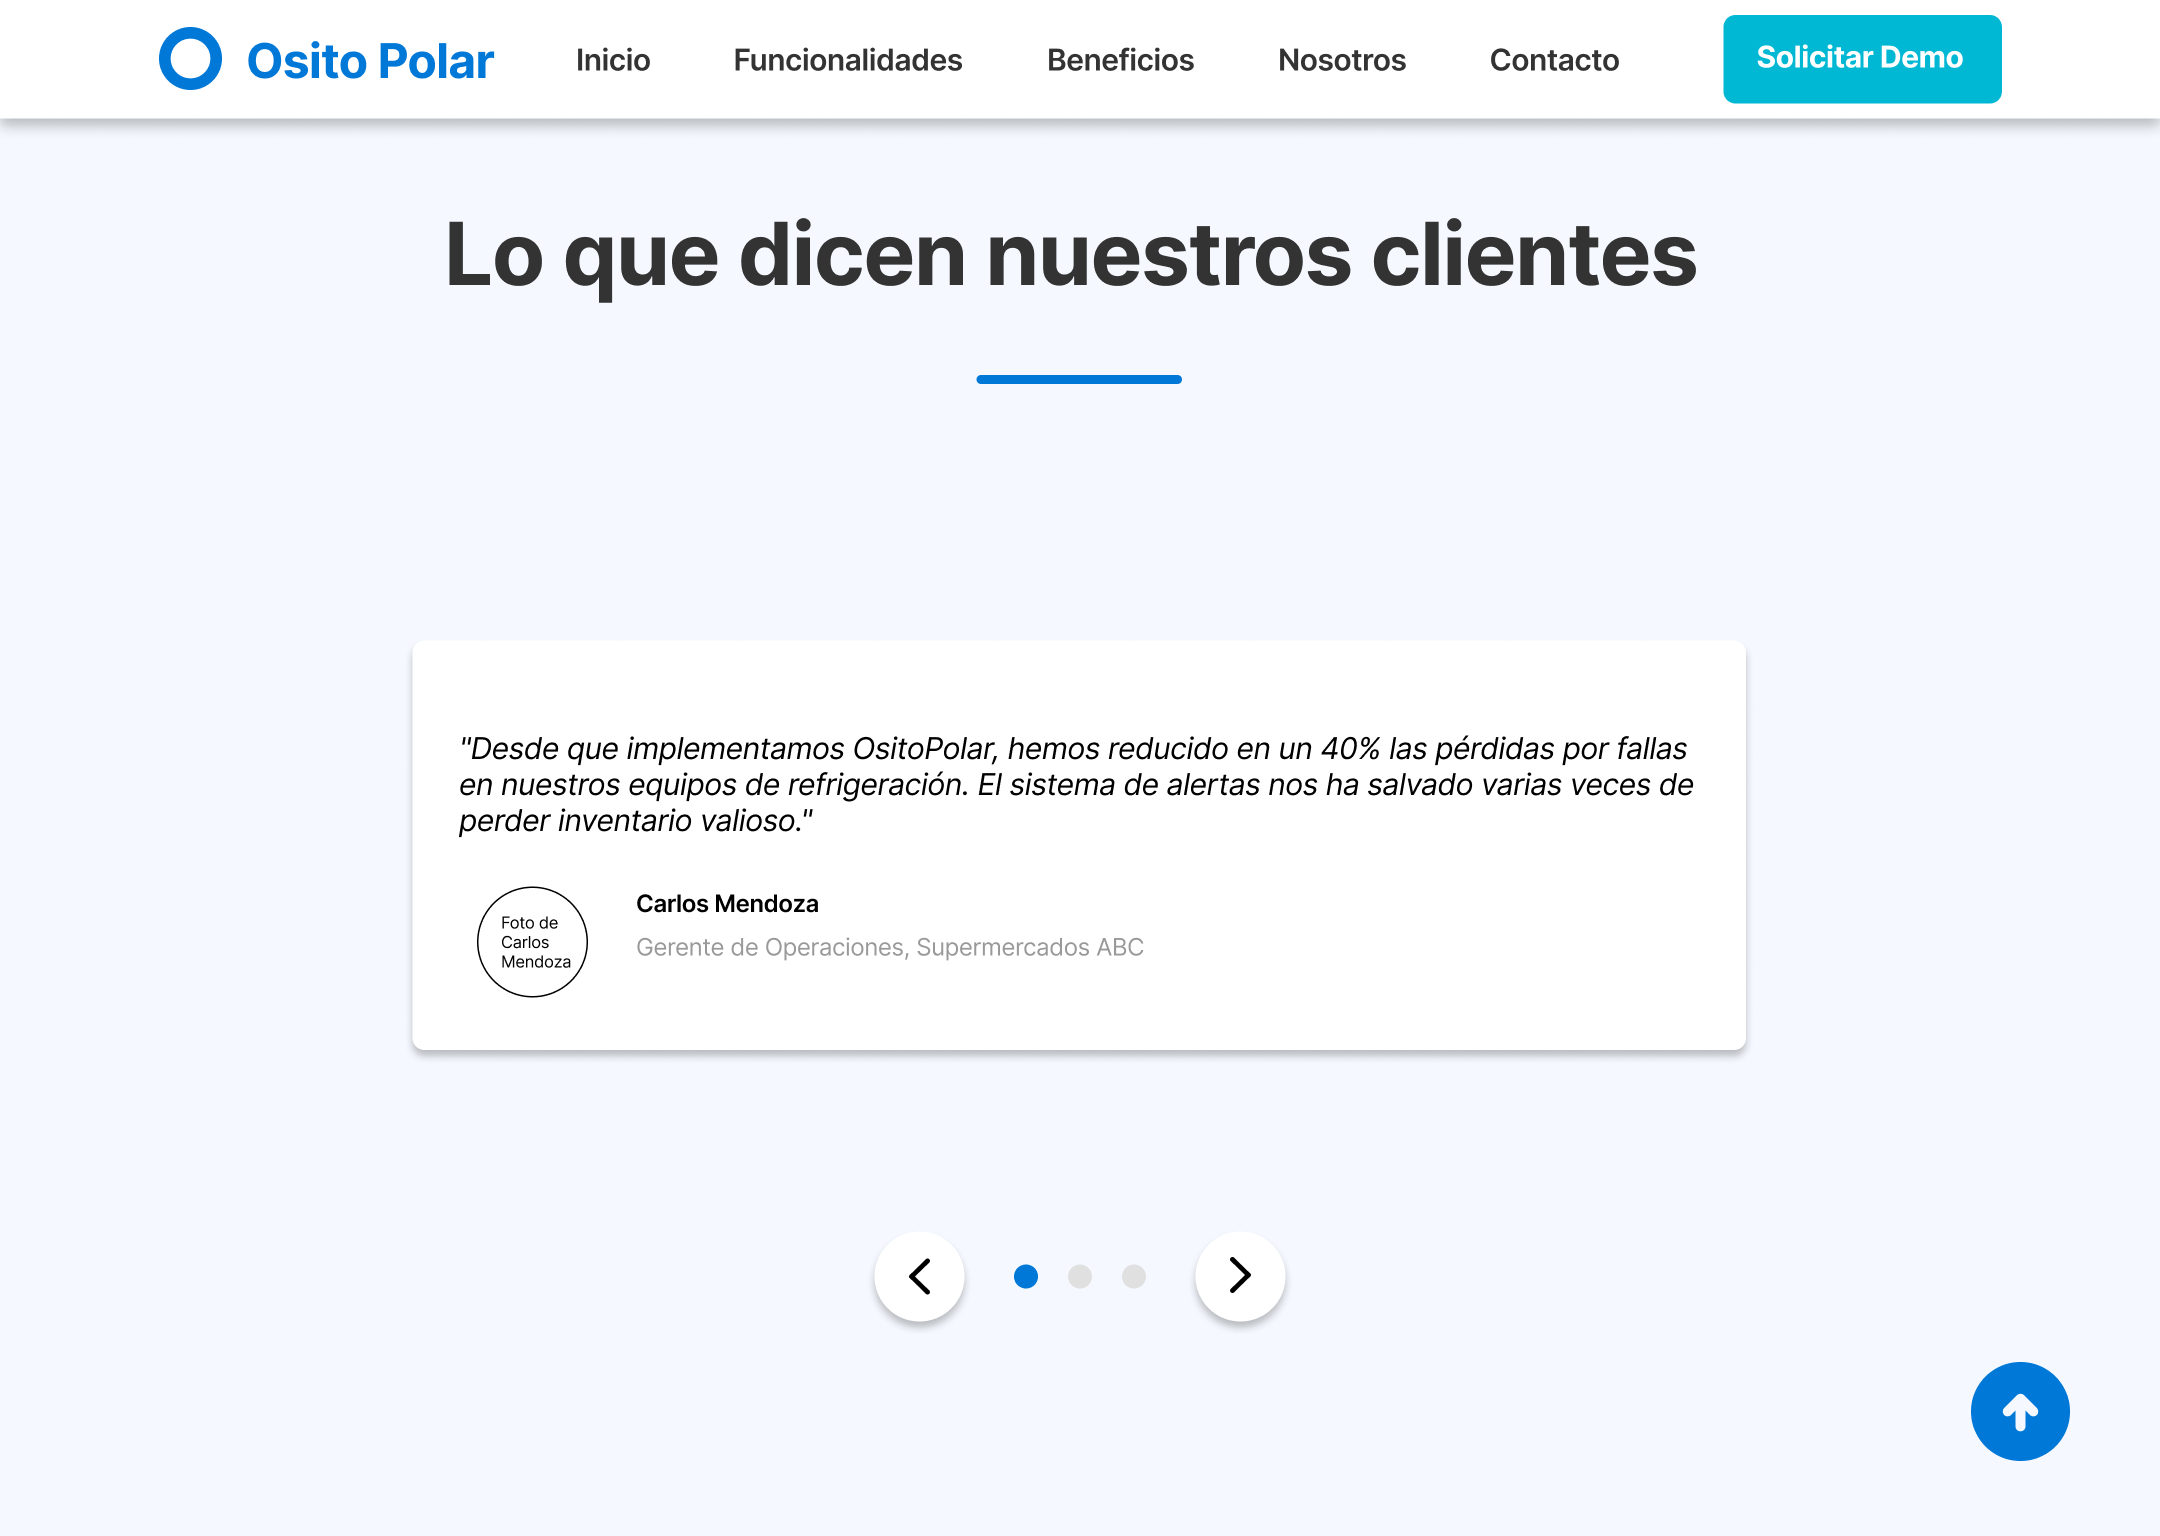 Osito Polar
Inicio
Funcionalidades
Beneficios
Nosotros
Contacto
Solicitar Demo
Lo que dicen nuestros clientes
"Desde que implementamos OsitoPolar, hemos reducido en un 40% las pérdidas por fallas
en nuestros equipos de refrigeración. El sistema de alertas nos ha salvado varias veces de
perder inventario valioso."
Foto de
Carlos
Mendoza
Carlos Mendoza
Gerente de Operaciones, Supermercados ABC